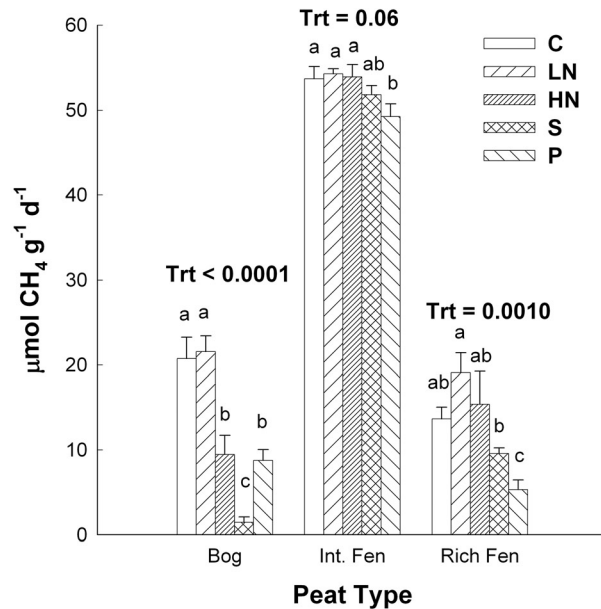 Trt = 0.06
60
50
40
30
20
10
0
μmol CH₄ g⁻¹ d⁻¹
C
LN
HN
S
P
a a a ab b
Trt < 0.0001
a a b c b
Trt = 0.0010
ab a ab b c
Bog Int. Fen Rich Fen
Peat Type